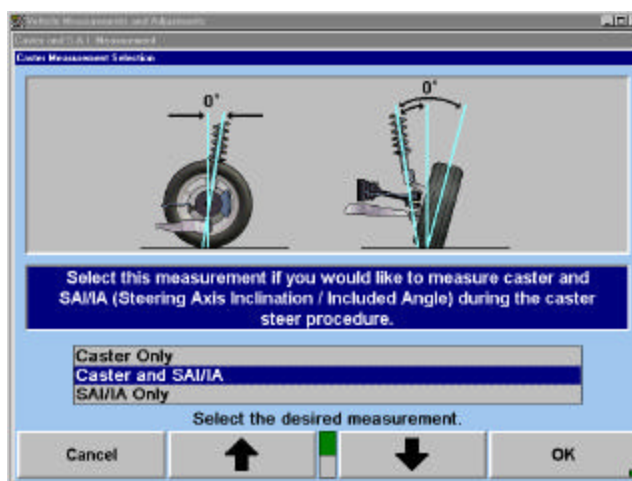 Vehicle Measurements and Adjustments
Caster and S.A.I. Measurement
Caster Measurement Selection
0°
0°
Select this measurement if you would like to measure caster and
SAI/IA (Steering Axis Inclination / Included Angle) during the caster
steer procedure.
Caster Only
Caster and SAI/IA
SAI/IA Only
Select the desired measurement.
Cancel
OK